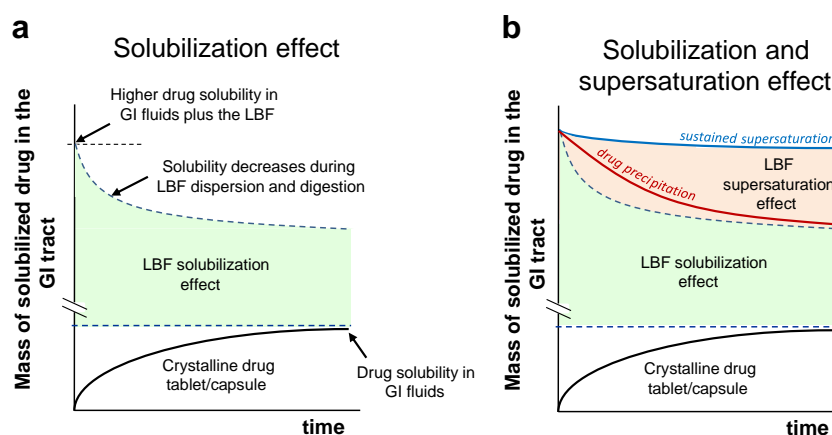 a
Solubilization effect
Mass of solubilized drug in the
GI tract
Higher drug solubility in
GI fluids plus the LBF
Solubility decreases during
LBF dispersion and digestion
LBF solubilization
effect
Crystalline drug
tablet/capsule
Drug solubility in
GI fluids
time
b
Solubilization and
supersaturation effect
Mass of solubilized drug in the
GI tract
sustained supersaturation
drug precipitation
LBF
supersaturation
effect
LBF solubilization
effect
Crystalline drug
tablet/capsule
time